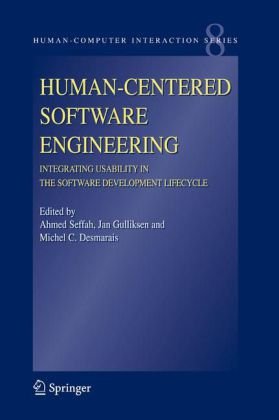 HUMAN-COMPUTER INTERACTION SERIES
8
HUMAN-CENTERED
SOFTWARE
ENGINEERING
INTEGRATING USABILITY IN
THE SOFTWARE DEVELOPMENT LIFECYCLE
Edited by
Ahmed Seffah, Jan Gulliksen and
Michel C. Desmarais
Springer